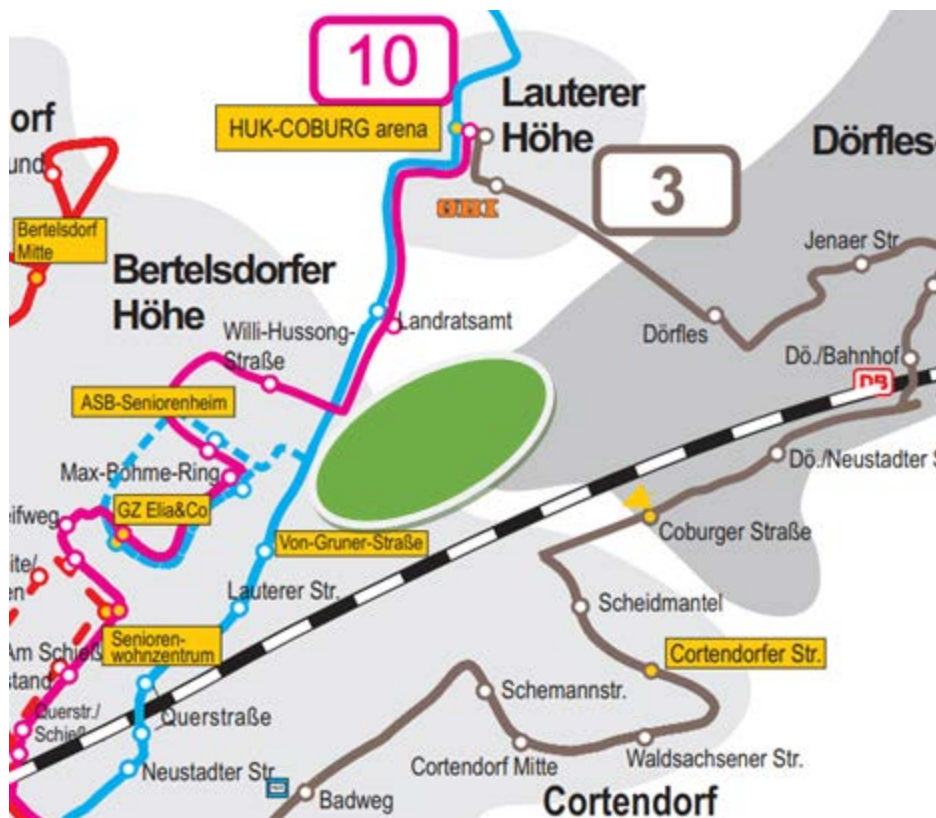 10
HUK-COBURG arena
Lauterer
Höhe
Dörfles
3
Bertelsdorf
Mitte
Bertelsdorfer
Höhe
Jenaer Str.
Willi-Hussong-
Straße
Landratsamt
Dörfles
Dö./Bahnhof
DB
ASB-Seniorenheim
Max-Böhme-Ring
Dö./Neustadter S
GZ Elia&Co
Von-Gruner-Straße
Coburger Straße
Lauterer Str.
Scheidmantel
Senioren-
wohnzentrum
Cortendorfer Str.
Am Schieß
stand
Schemannstr.
Querstr./
Schieß
Querstraße
Neustadter Str.
Cortendorf Mitte
Waldsachsener Str.
Badweg
Cortendorf